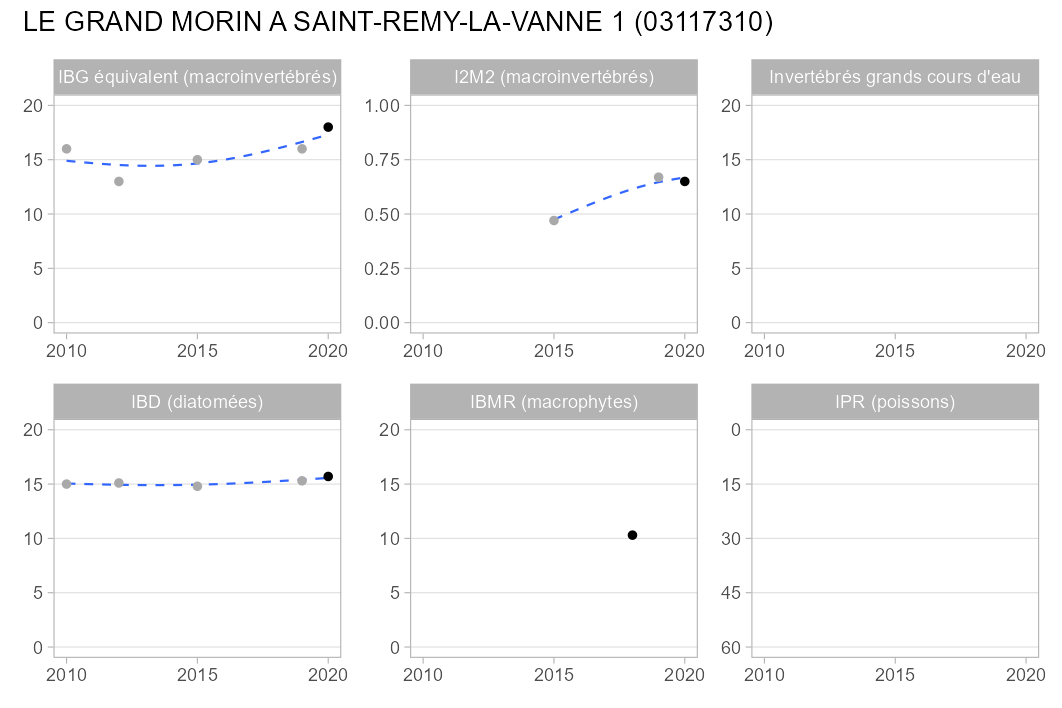 LE GRAND MORIN A SAINT-REMY-LA-VANNE 1 (03117310)
IBG équivalent (macroinvertébrés)
I2M2 (macroinvertébrés)
Invertébrés grands cours d'eau
20
15
10
5
0
2010 2015 2020
1.00
0.75
0.50
0.25
0.00
2010 2015 2020
20
15
10
5
0
2010 2015 2020
IBD (diatomées)
IBMR (macrophytes)
IPR (poissons)
20
15
10
5
0
2010 2015 2020
20
15
10
5
0
2010 2015 2020
0
15
30
45
60
2010 2015 2020